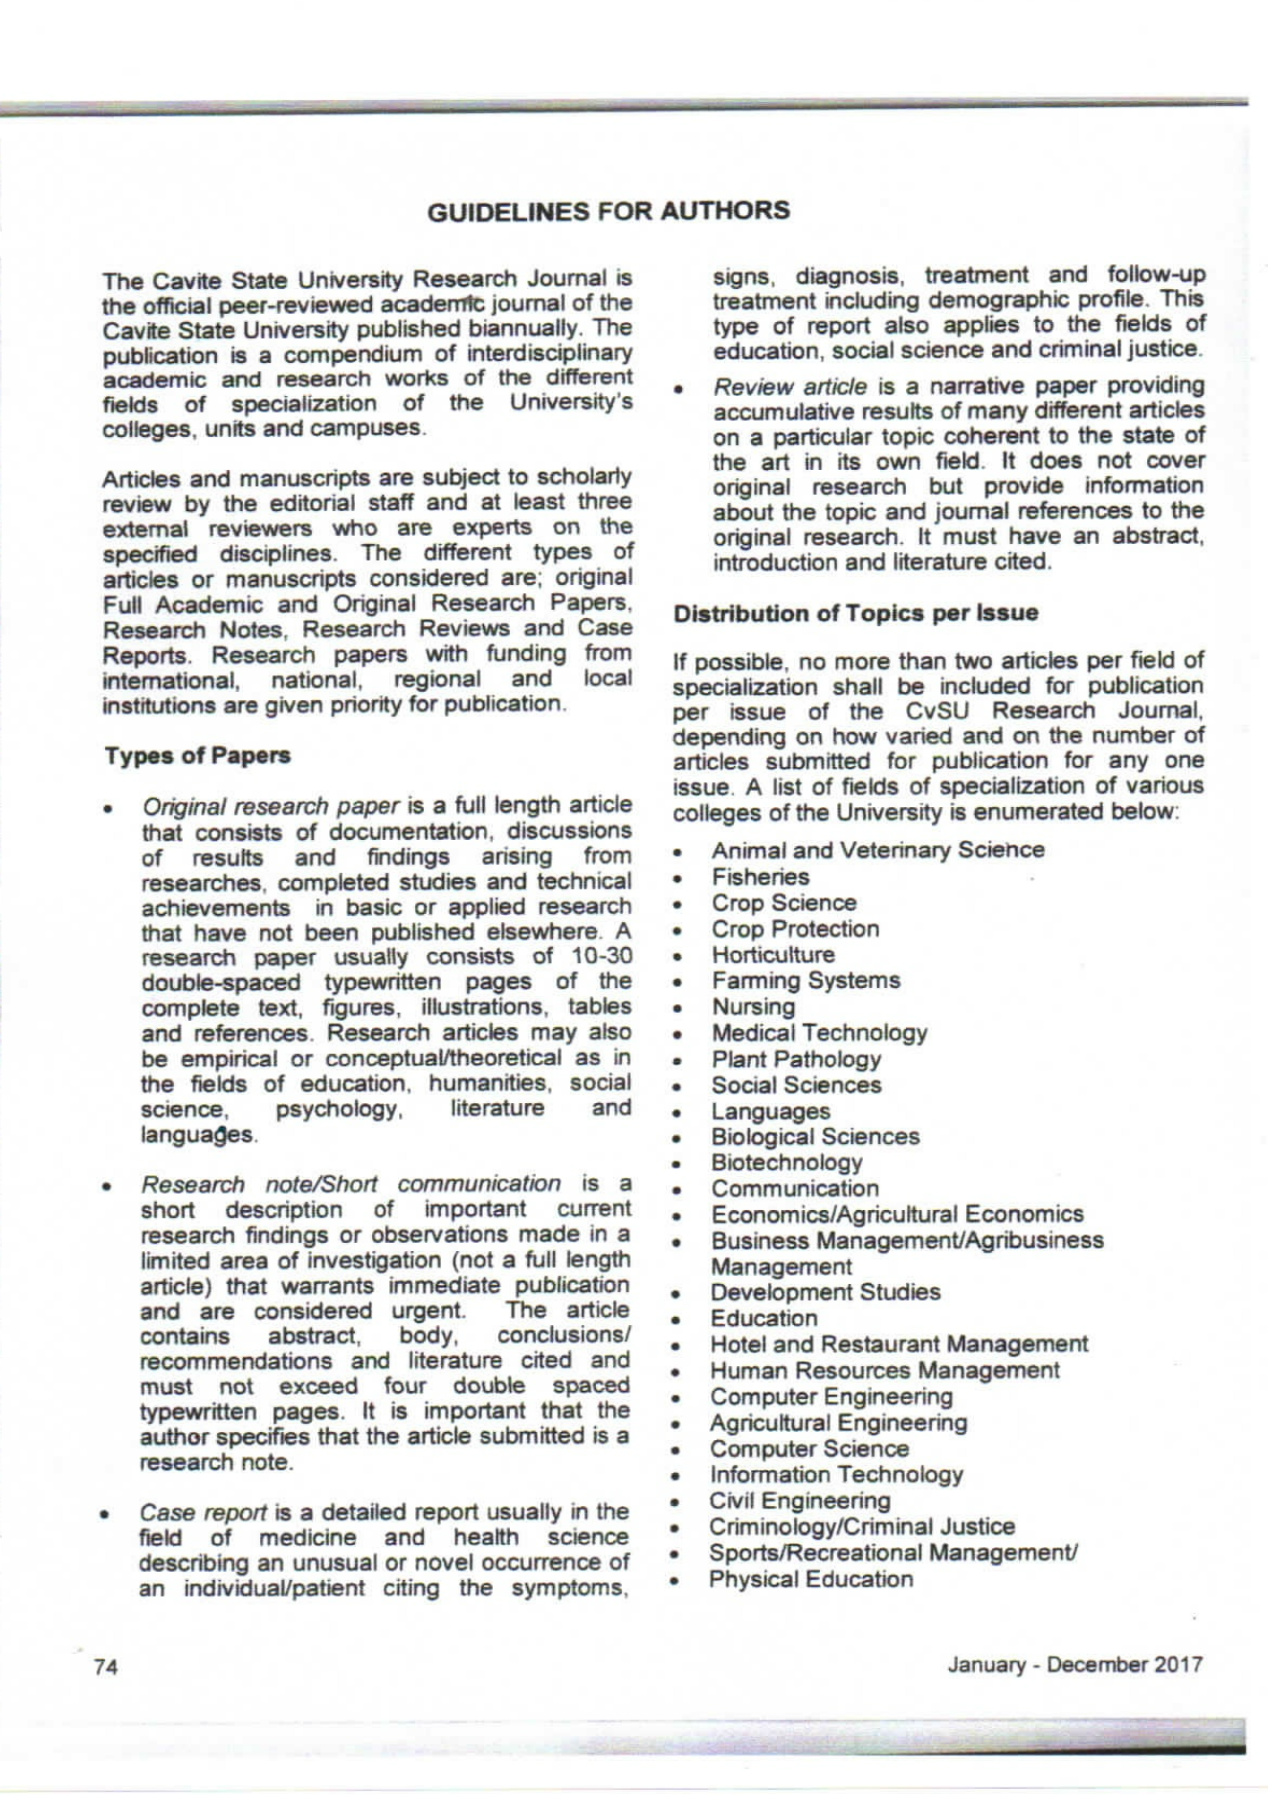 GUIDELINES FOR AUTHORS
The Cavite State University Research Journal is
the official peer-reviewed academic journal of the
Cavite State University published biannually. The
publication is a compendium of interdisciplinary
academic and research works of the different
fields of specialization of the University's
colleges, units and campuses.
Articles and manuscripts are subject to scholarly
review by the editorial staff and at least three
external reviewers who are experts on the
specified disciplines. The different types of
articles or manuscripts considered are; original
Full Academic and Original Research Papers,
Research Notes, Research Reviews and Case
Reports. Research papers with funding from
international, national, regional and local
institutions are given priority for publication.
Types of Papers
• Original research paper is a full length article
that consists of documentation, discussions
of results and findings arising from
researches, completed studies and technical
achievements in basic or applied research
that have not been published elsewhere. A
research paper usually consists of 10-30
double-spaced typewritten pages of the
complete text, figures, illustrations, tables
and references. Research articles may also
be empirical or conceptual/theoretical as in
the fields of education, humanities, social
science, psychology, literature and
languages.
• Research note/Short communication is a
short description of important current
research findings or observations made in a
limited area of investigation (not a full length
article) that warrants immediate publication
and are considered urgent. The article
contains abstract, body, conclusions/
recommendations and literature cited and
must not exceed four double spaced
typewritten pages. It is important that the
author specifies that the article submitted is a
research note.
• Case report is a detailed report usually in the
field of medicine and health science
describing an unusual or novel occurrence of
an individual/patient citing the symptoms,
signs, diagnosis, treatment and follow-up
treatment including demographic profile. This
type of report also applies to the fields of
education, social science and criminal justice.
• Review article is a narrative paper providing
accumulative results of many different articles
on a particular topic coherent to the state of
the art in its own field. It does not cover
original research but provide information
about the topic and journal references to the
original research. It must have an abstract,
introduction and literature cited.
Distribution of Topics per Issue
If possible, no more than two articles per field of
specialization shall be included for publication
per issue of the CvSU Research Journal,
depending on how varied and on the number of
articles submitted for publication for any one
issue. A list of fields of specialization of various
colleges of the University is enumerated below:
• Animal and Veterinary Science
• Fisheries
• Crop Science
• Crop Protection
• Horticulture
• Farming Systems
• Nursing
• Medical Technology
• Plant Pathology
• Social Sciences
• Languages
• Biological Sciences
• Biotechnology
• Communication
• Economics/Agricultural Economics
• Business Management/Agribusiness
Management
• Development Studies
• Education
• Hotel and Restaurant Management
• Human Resources Management
• Computer Engineering
• Agricultural Engineering
• Computer Science
• Information Technology
• Civil Engineering
• Criminology/Criminal Justice
• Sports/Recreational Management/
• Physical Education
74
January - December 2017